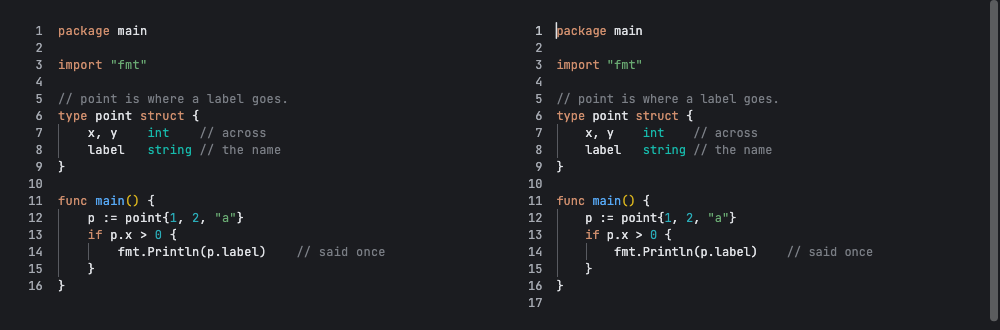 1 package main
2
3 import "fmt"
4
5 // point is where a label goes.
6 type point struct {
7     x, y    int    // across
8     label   string // the name
9 }
10
11 func main() {
12     p := point{1, 2, "a"}
13     if p.x > 0 {
14         fmt.Println(p.label)    // said once
15     }
16 }
1 package main
2
3 import "fmt"
4
5 // point is where a label goes.
6 type point struct {
7     x, y    int    // across
8     label   string // the name
9 }
10
11 func main() {
12     p := point{1, 2, "a"}
13     if p.x > 0 {
14         fmt.Println(p.label)    // said once
15     }
16 }
17